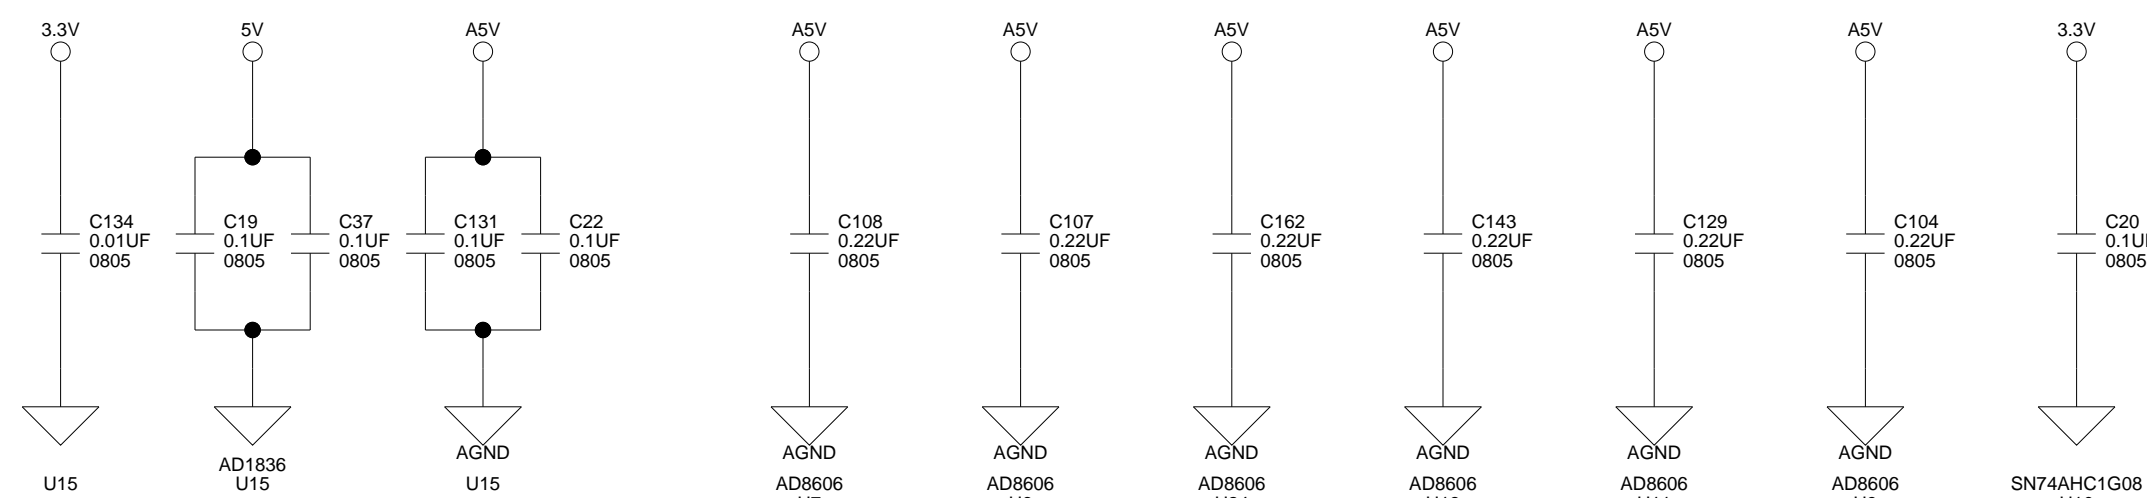 3.3V
5V
A5V
A5V
A5V
A5V
A5V
A5V
A5V
3.3V
C134
0.01UF
0805
C19
0.1UF
0805
C37
0.1UF
0805
C131
0.1UF
0805
C22
0.1UF
0805
C108
0.22UF
0805
C107
0.22UF
0805
C162
0.22UF
0805
C143
0.22UF
0805
C129
0.22UF
0805
C104
0.22UF
0805
C20
0805
AGND
AGND
AGND
AGND
AGND
AGND
AGND
U15
AD1836
U15
U15
AD8606
AD8606
AD8606
AD8606
AD8606
AD8606
SN74AHC1G08